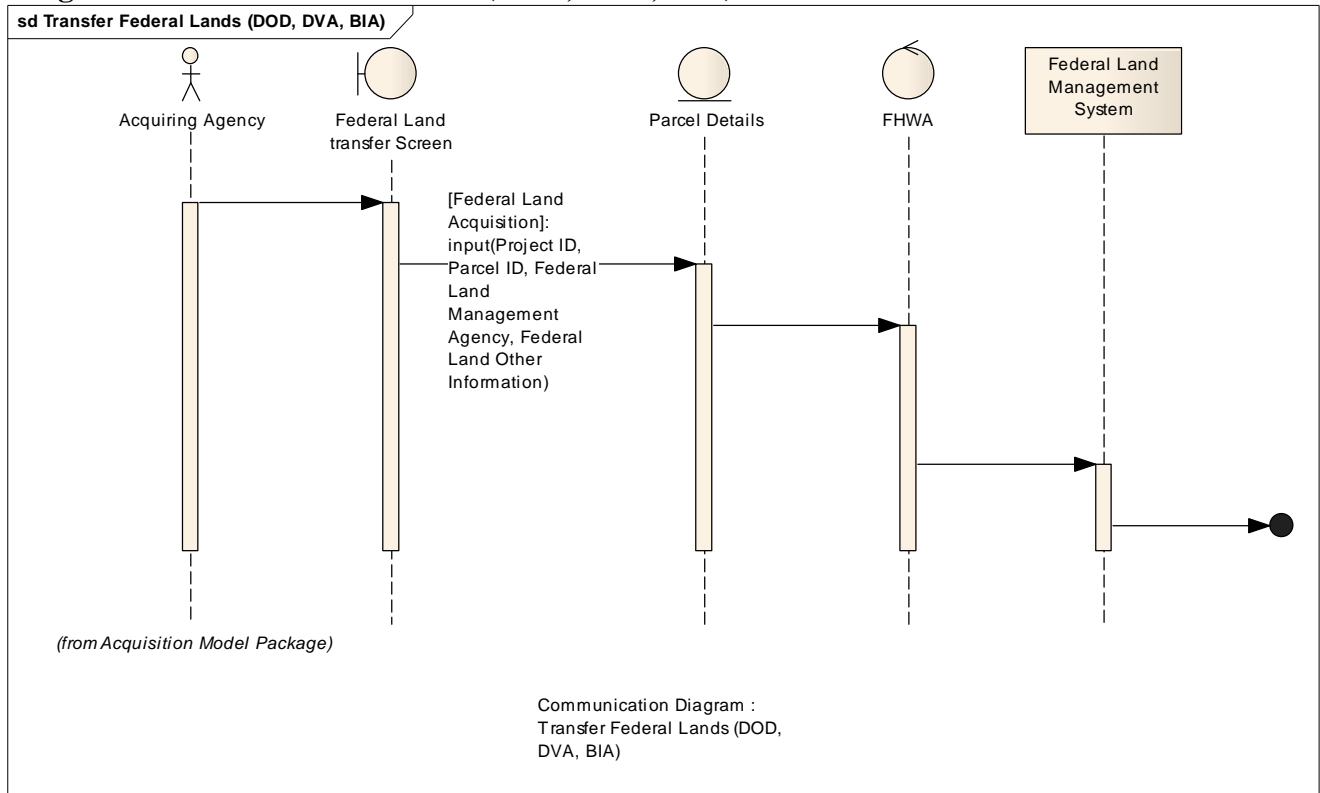 sd Transfer Federal Lands (DOD, DVA, BIA)
Acquiring Agency
Federal Land
transfer Screen
Parcel Details
FHWA
Federal Land
Management
System
[Federal Land
Acquisition]:
input(Project ID,
Parcel ID, Federal
Land
Management
Agency, Federal
Land Other
Information)
(from Acquisition Model Package)
Communication Diagram :
Transfer Federal Lands (DOD,
DVA, BIA)